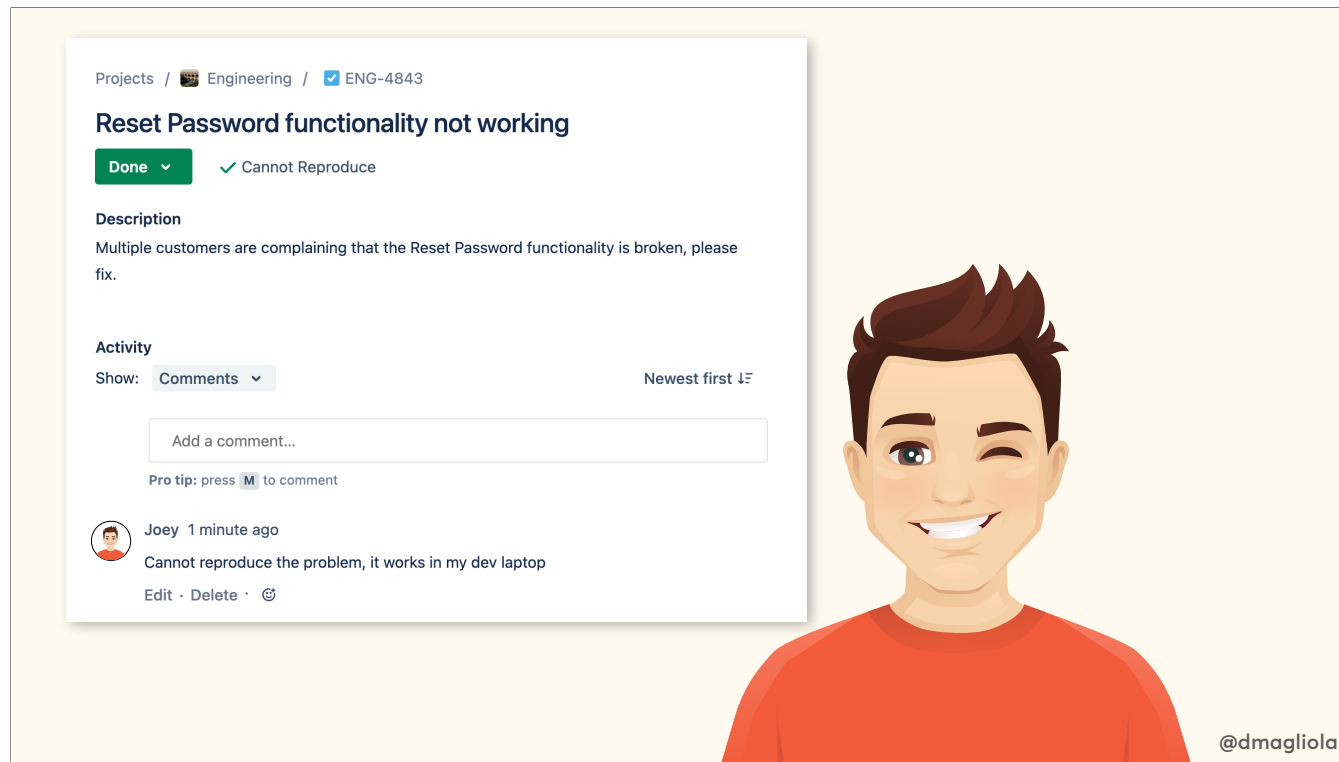 Projects / Engineering / ENG-4843
Reset Password functionality not working
Done Cannot Reproduce
Description
Multiple customers are complaining that the Reset Password functionality is broken, please
fix.
Activity
Show: Comments Newest first
Add a comment...
Pro tip: press M to comment
Joey 1 minute ago
Cannot reproduce the problem, it works in my dev laptop
Edit · Delete ·
@dmagliola